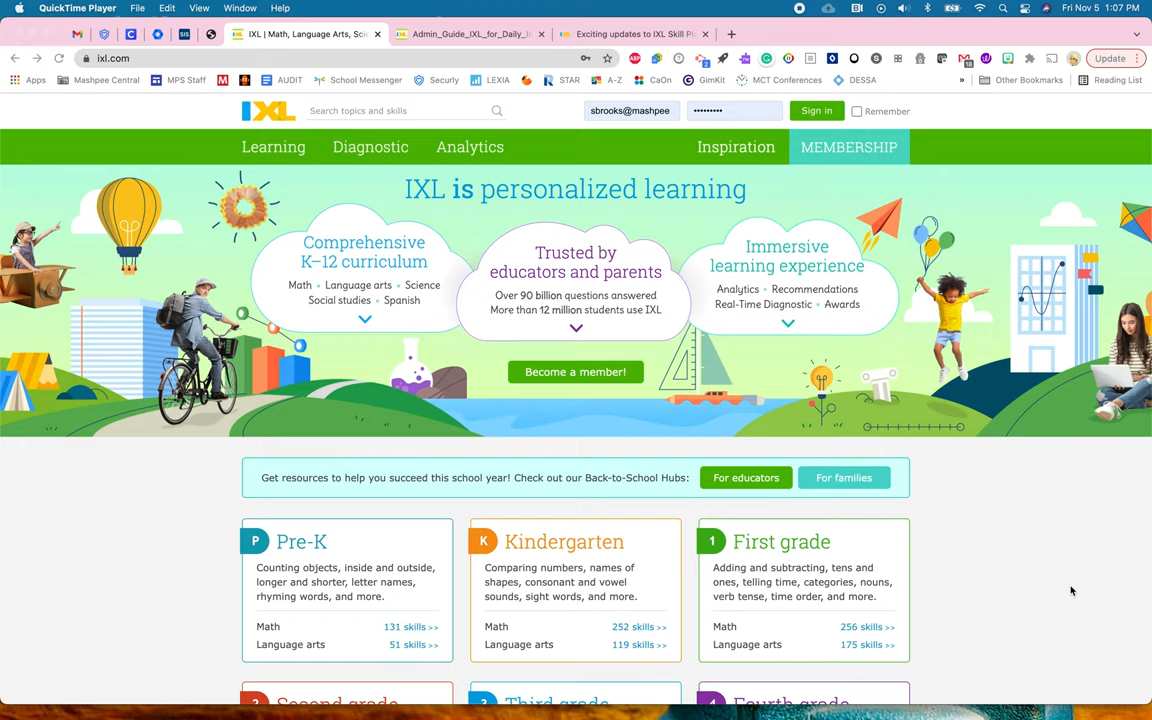 QuickTime Player File Edit View Window Help Fri Nov 5 1:07 PM
IXL | Math, Language Arts, Sci Admin_Guide_IXL_for_Daily_In Exciting updates to IXL Skill Pl
ixl.com Update
Apps Mashpee Central MPS Staff AUDIT School Messenger Securly LEXIA STAR A-Z CaOn GimKit MCT Conferences DESSA » Other Bookmarks Reading List
IXL Search topics and skills sbrooks@mashpee ••••••••• Sign in Remember
Learning Diagnostic Analytics Inspiration MEMBERSHIP
IXL is personalized learning
Comprehensive
K–12 curriculum
Math • Language arts • Science
Social studies • Spanish
Trusted by
educators and parents
Over 90 billion questions answered
More than 12 million students use IXL
Immersive
learning experience
Analytics • Recommendations
Real-Time Diagnostic • Awards
Become a member!
Get resources to help you succeed this school year! Check out our Back-to-School Hubs: For educators For families
P Pre-K
Counting objects, inside and outside,
longer and shorter, letter names,
rhyming words, and more.
Math 131 skills >>
Language arts 51 skills >>
K Kindergarten
Comparing numbers, names of
shapes, consonant and vowel
sounds, sight words, and more.
Math 252 skills >>
Language arts 119 skills >>
1 First grade
Adding and subtracting, tens and
ones, telling time, categories, nouns,
verb tense, time order, and more.
Math 256 skills >>
Language arts 175 skills >>
2 Second grade
3 Third grade
4 Fourth grade